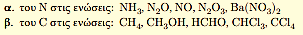 α. του N στις ενώσεις: NH₃, N₂O, NO, N₂O₃, Ba(NO₃)₂
β. του C στις ενώσεις: CH₄, CH₃OH, HCHO, CHCl₃, CCl₄